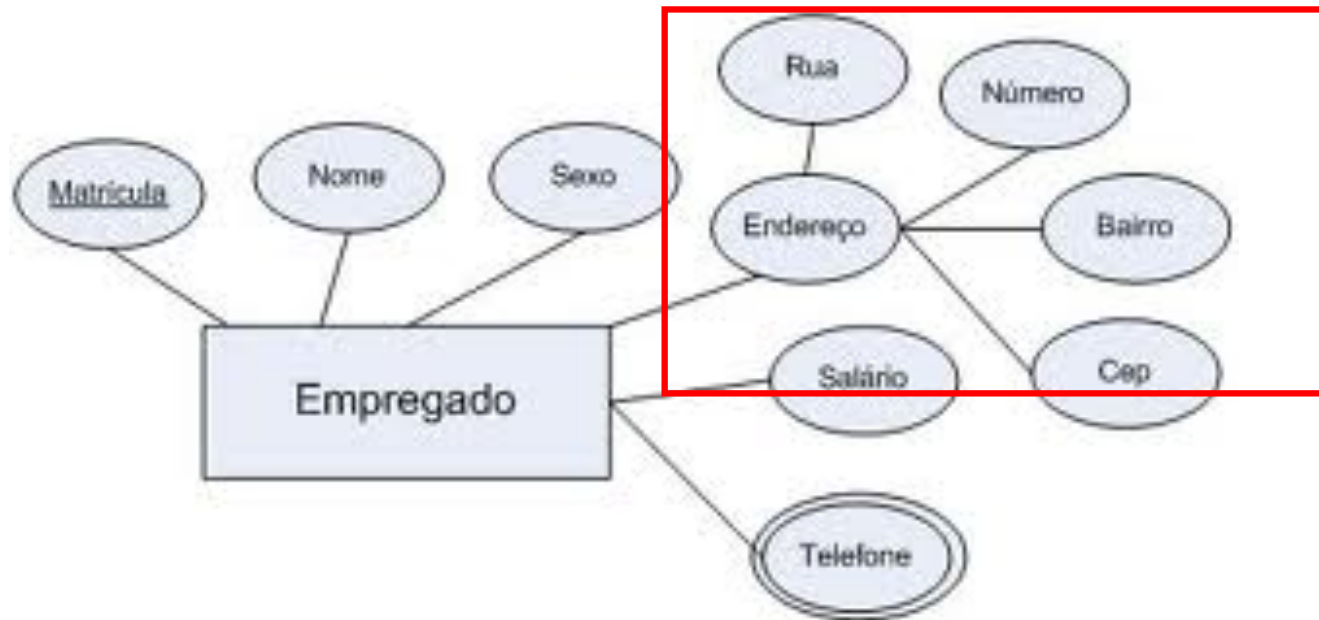 Rua
Número
Matrícula
Nome
Sexo
Endereço
Bairro
Salário
Cep
Empregado
Telefone